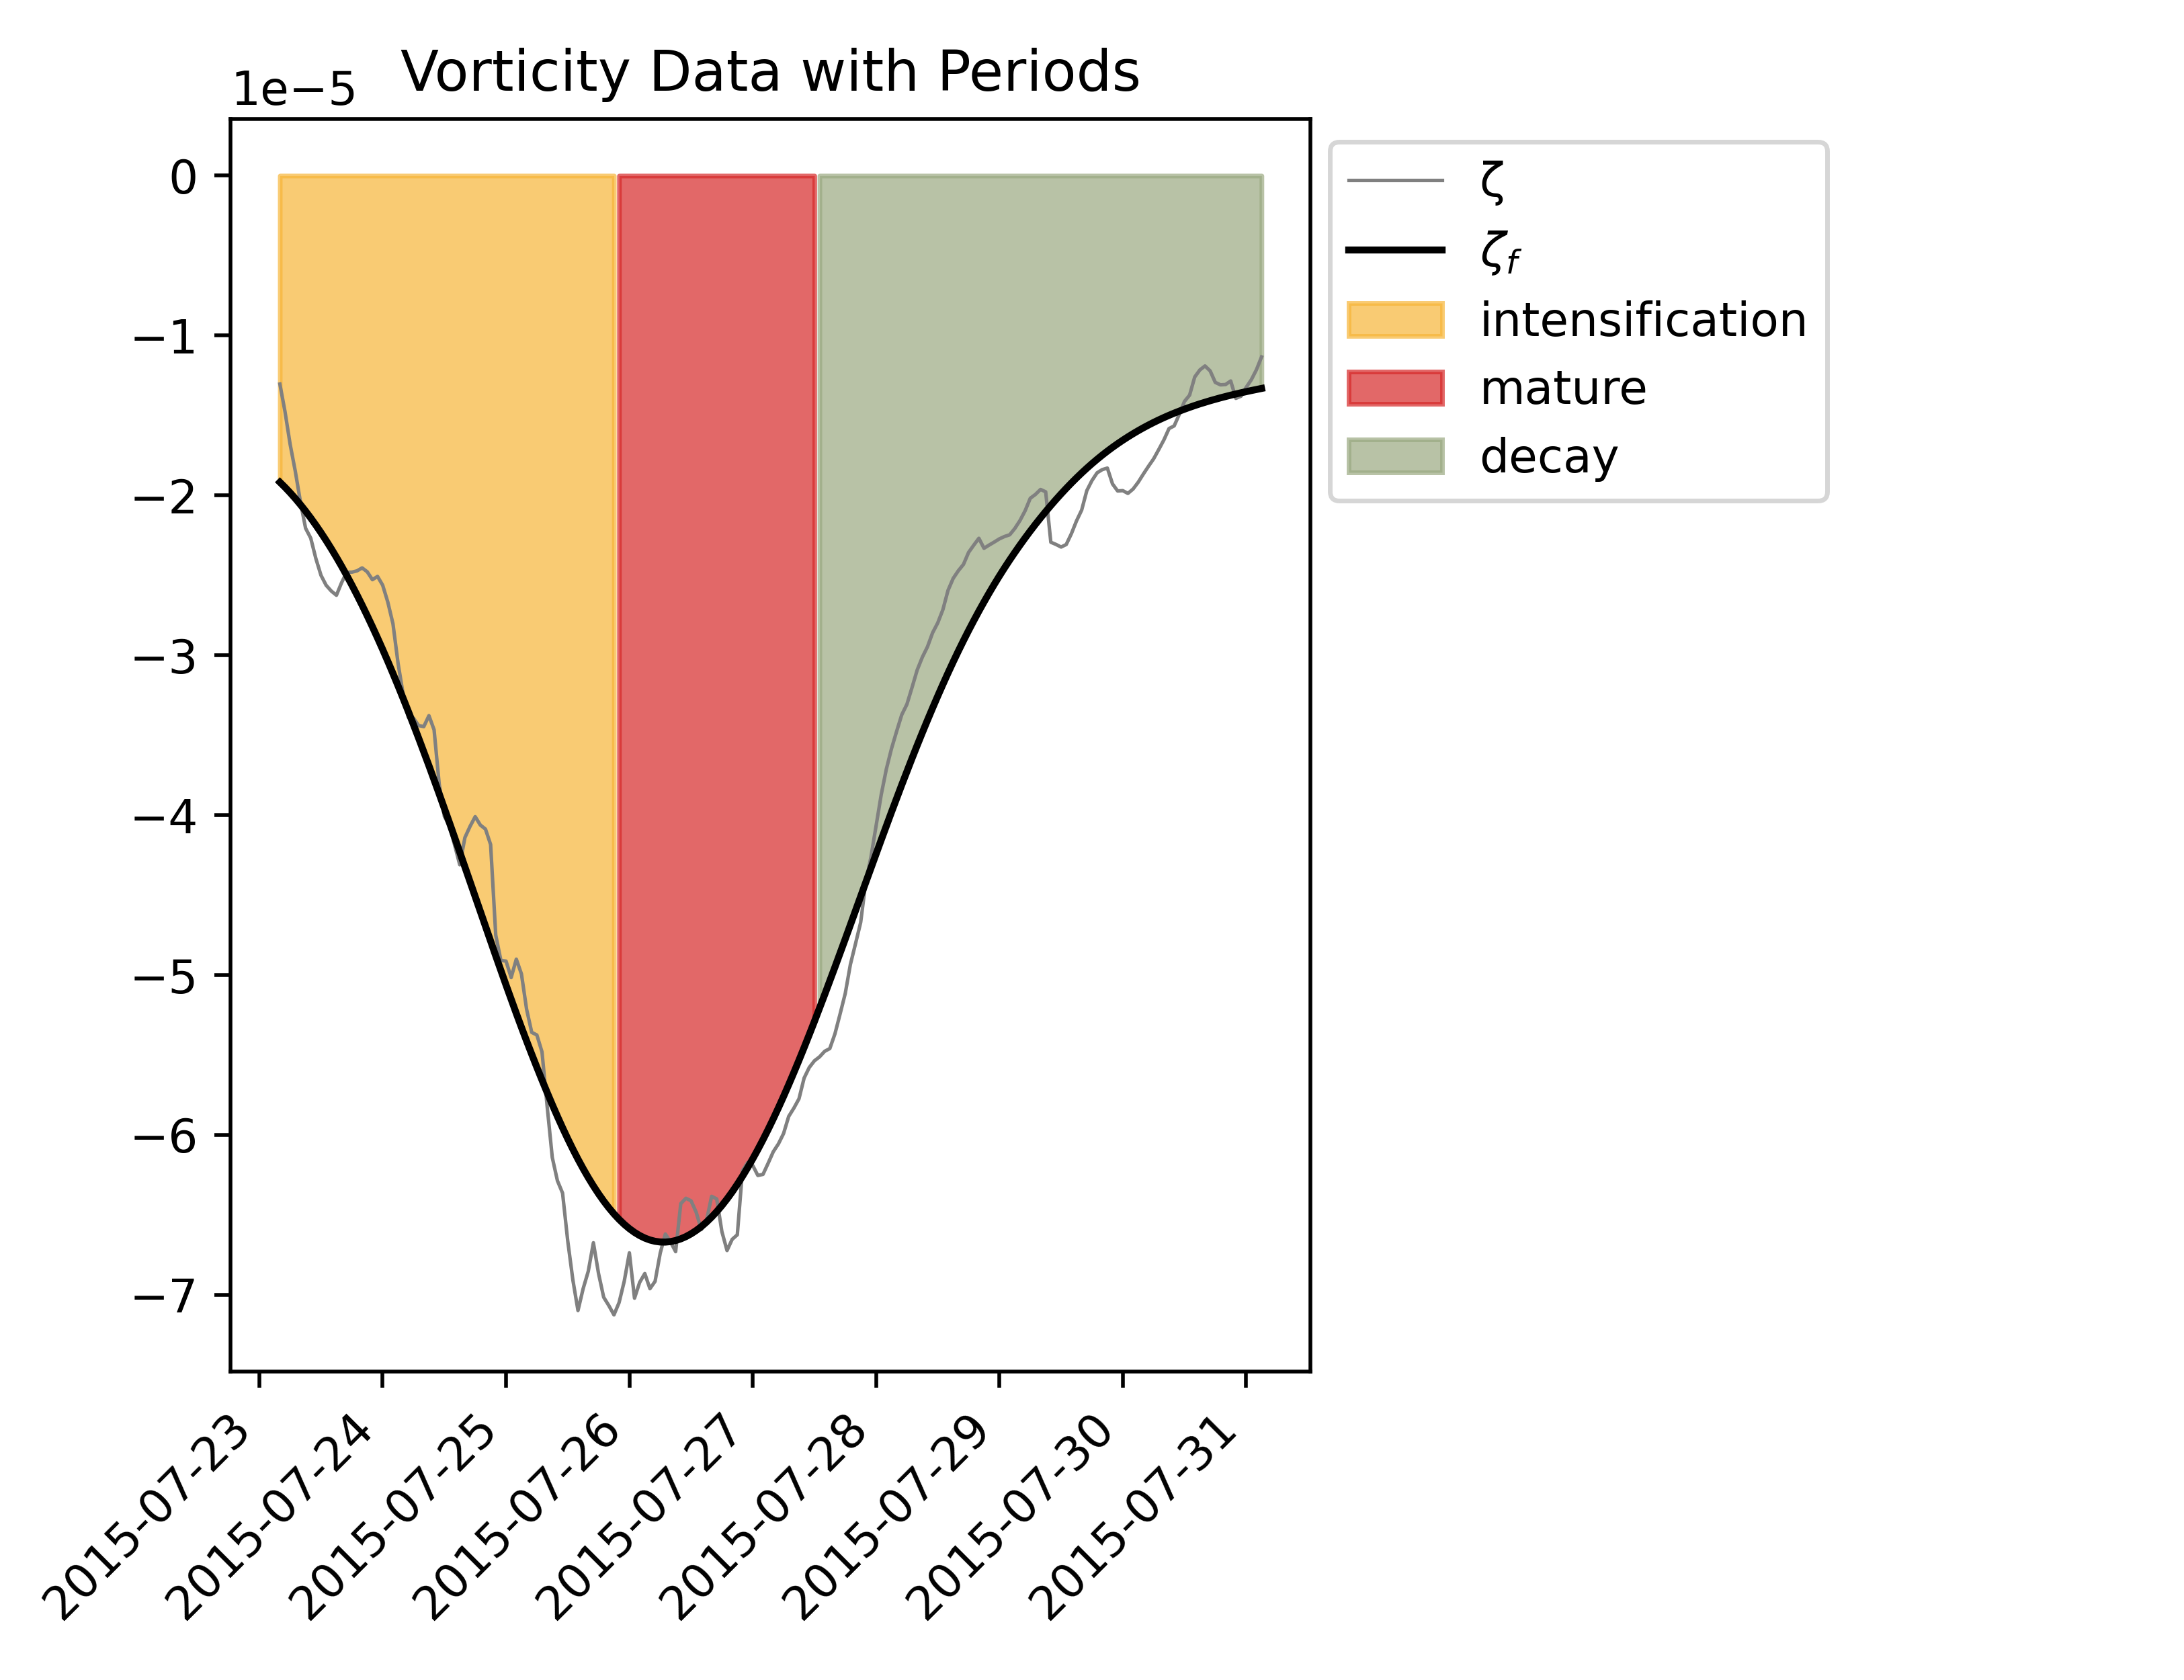 Vorticity Data with Periods
1e−5
0
−1
−2
−3
−4
−5
−6
−7
2015-07-23
2015-07-24
2015-07-25
2015-07-26
2015-07-27
2015-07-28
2015-07-29
2015-07-30
2015-07-31
ζ
ζf
intensification
mature
decay